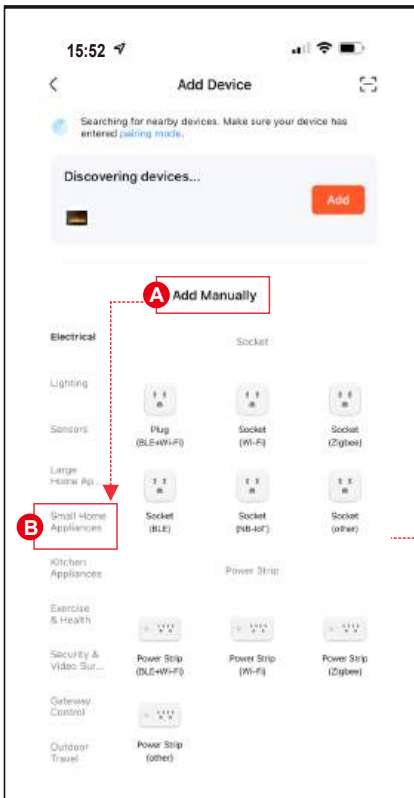 15:52
Add Device
Searching for nearby devices. Make sure your device has
entered pairing mode.
Discovering devices...
Add
A Add Manually
Electrical
Socket
Lighting
Sensors
Plug
(BLE+Wi-Fi)
Socket
(Wi-Fi)
Socket
(Zigbee)
Large
Home Ap...
B
Small Home
Appliances
Socket
(BLE)
Socket
(NB-IoT)
Socket
(other)
Kitchen
Appliances
Power Strip
Exercise
& Health
Security &
Video Sur...
Power Strip
(BLE+Wi-Fi)
Power Strip
(Wi-Fi)
Power Strip
(Zigbee)
Gateway
Control
Outdoor
Travel
Power Strip
(other)